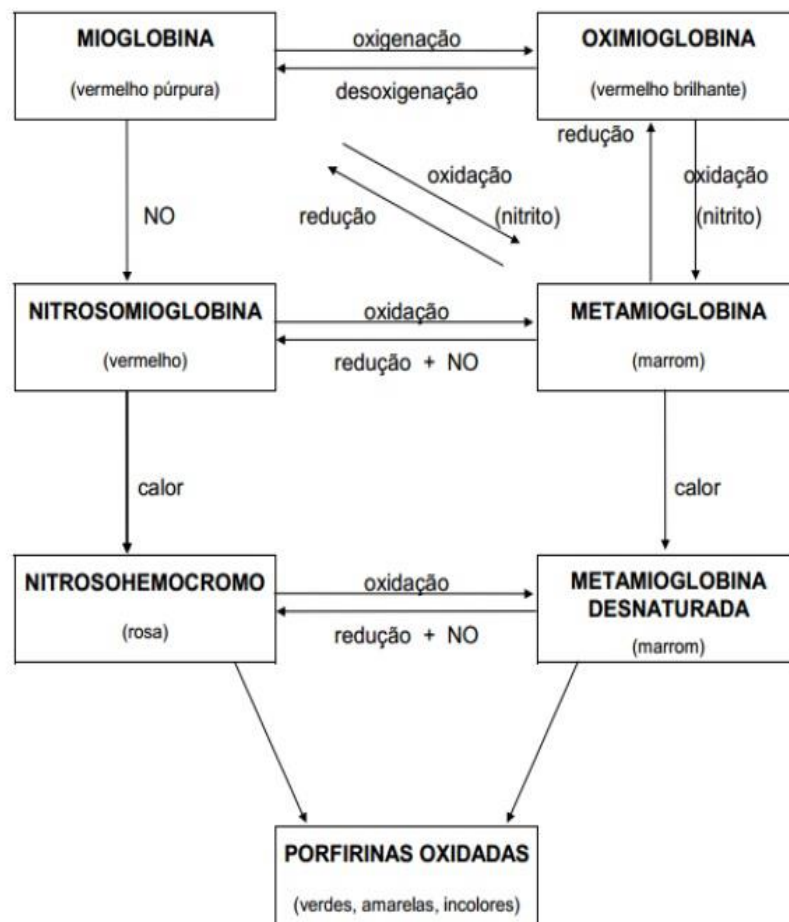 MIOGLOBINA
(vermelho púrpura)
oxigenação
desoxigenação
OXIMIOGLOBINA
(vermelho brilhante)
NO
redução
oxidação
(nitrito)
redução
oxidação
(nitrito)
NITROSOMIOGLOBINA
(vermelho)
oxidação
redução + NO
METAMIOGLOBINA
(marrom)
calor
calor
NITROSOHEMOCROMO
(rosa)
oxidação
redução + NO
METAMIOGLOBINA
DESNATURADA
(marrom)
PORFIRINAS OXIDADAS
(verdes, amarelas, incolores)